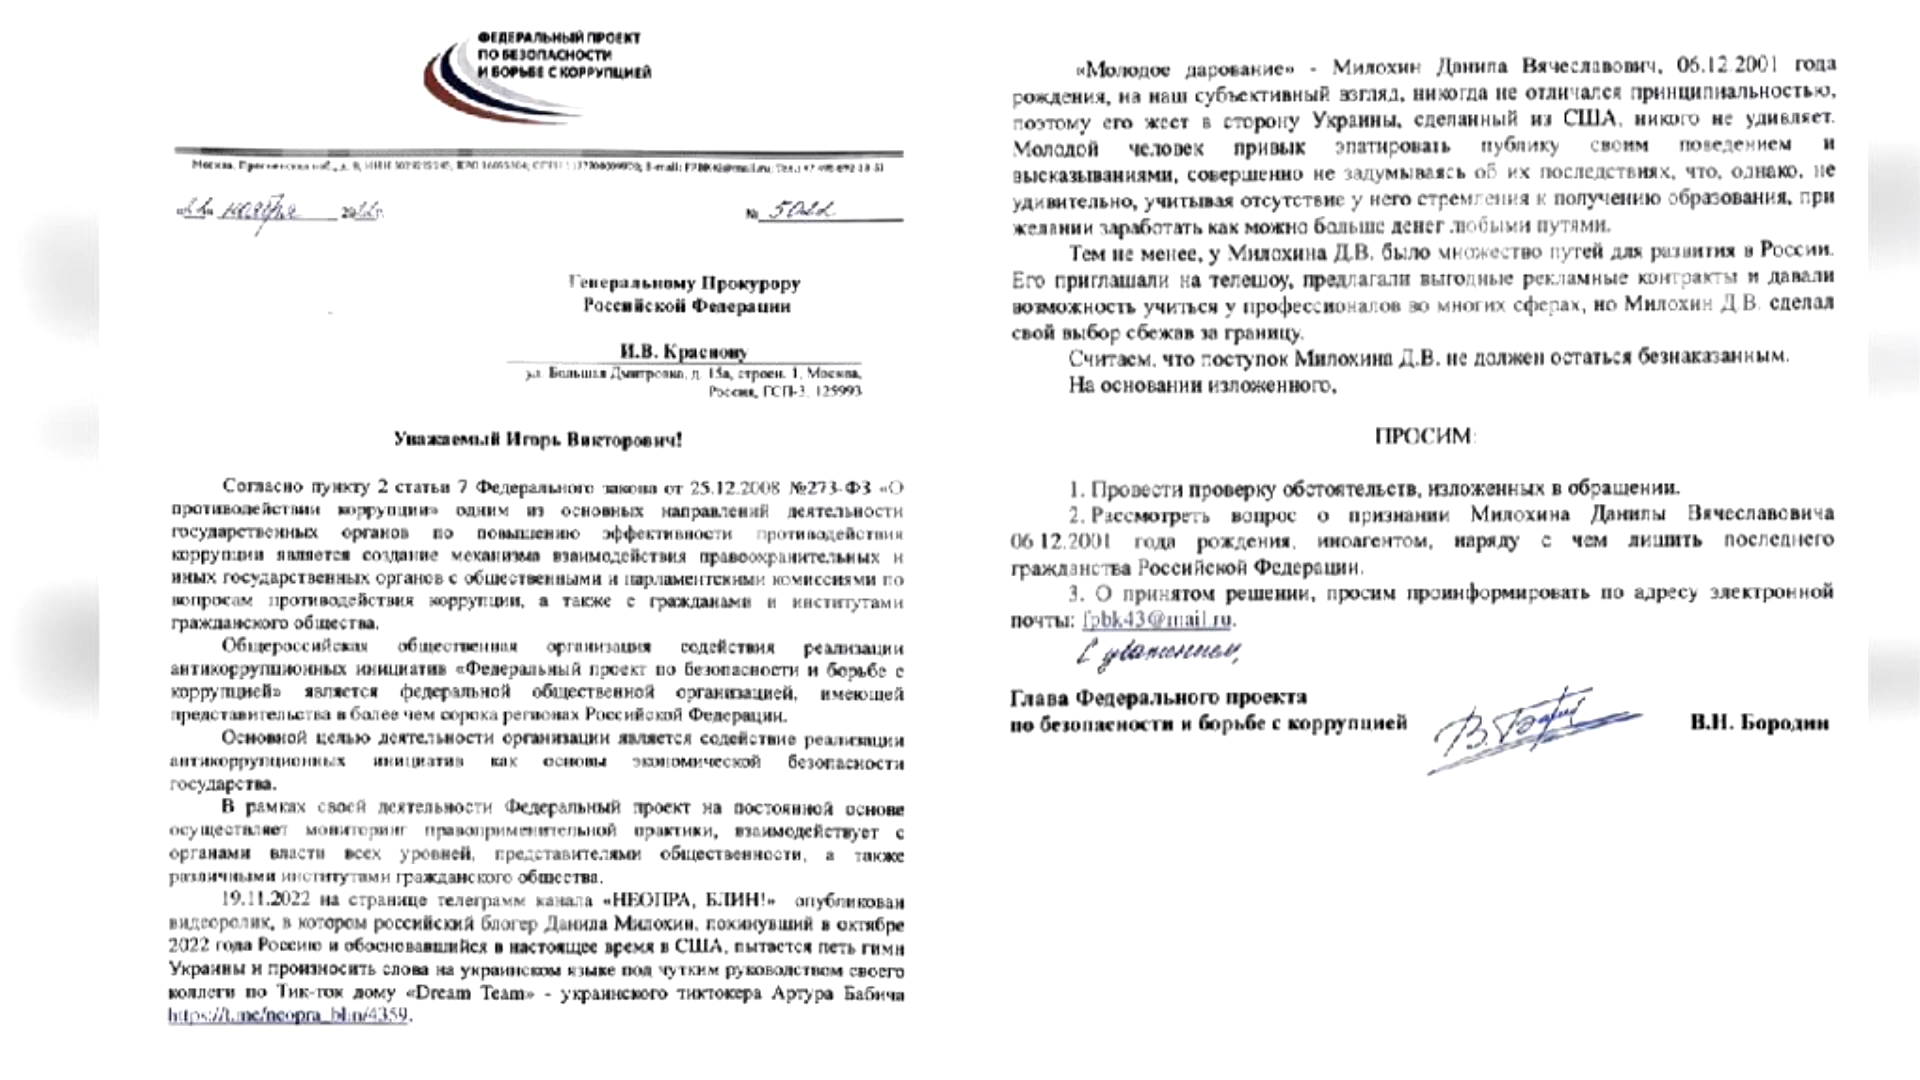 ФЕДЕРАЛЬНЫЙ ПРОЕКТ
ПО БЕЗОПАСНОСТИ
И БОРЬБЕ С КОРРУПЦИЕЙ
Москва,
ноября
№ 5022
Генеральному Прокурору
Российской Федерации
И.В. Краснову
ул. Большая Дмитровка, д. 15а, строен. 1, Москва,
Россия, ГСП-3, 125993
Уважаемый Игорь Викторович!
Согласно пункту 2 статьи 7 Федерального закона от 25.12.2008 №273-ФЗ «О
противодействии коррупции» одним из основных направлений деятельности
государственных органов по повышению эффективности противодействия
коррупции является создание механизма взаимодействия правоохранительных и
иных государственных органов с общественными и парламентскими комиссиями по
вопросам противодействия коррупции, а также с гражданами и институтами
гражданского общества.
Общероссийская общественная организация содействия реализации
антикоррупционных инициатив «Федеральный проект по безопасности и борьбе с
коррупцией» является федеральной общественной организацией, имеющей
представительства в более чем сорока регионах Российской Федерации.
Основной целью деятельности организации является содействие реализации
антикоррупционных инициатив как основы экономической безопасности
государства.
В рамках своей деятельности Федеральный проект на постоянной основе
осуществляет мониторинг правоприменительной практики, взаимодействует с
органами власти всех уровней, представителями общественности, а также
различными институтами гражданского общества.
19.11.2022 на странице телеграмм канала «НЕОПРА, БЛИН!» опубликован
видеоролик, в котором российский блогер Данила Милохин, покинувший в октябре
2022 года Россию и обосновавшийся в настоящее время в США, пытается петь гимн
Украины и произносить слова на украинском языке под чутким руководством своего
коллеги по Тик-ток дому «Dream Team» - украинского тиктокера Артура Бабича
https://t.me/neopra_blin/4359.
«Молодое дарование» - Милохин Данила Вячеславович, 06.12.2001 года
рождения, на наш субъективный взгляд, никогда не отличался принципиальностью,
поэтому его жест в сторону Украины, сделанный из США, никого не удивляет.
Молодой человек привык эпатировать публику своим поведением и
высказываниями, совершенно не задумываясь об их последствиях, что, однако, не
удивительно, учитывая отсутствие у него стремления к получению образования, при
желании заработать как можно больше денег любыми путями.
Тем не менее, у Милохина Д.В. было множество путей для развития в России.
Его приглашали на телешоу, предлагали выгодные рекламные контракты и давали
возможность учиться у профессионалов во многих сферах, но Милохин Д.В. сделал
свой выбор сбежав за границу.
Считаем, что поступок Милохина Д.В. не должен остаться безнаказанным.
На основании изложенного,
ПРОСИМ:
1. Провести проверку обстоятельств, изложенных в обращении.
2. Рассмотреть вопрос о признании Милохина Данилы Вячеславовича
06.12.2001 года рождения, иноагентом, наряду с чем лишить последнего
гражданства Российской Федерации.
3. О принятом решении, просим проинформировать по адресу электронной
почты: fpbk43@mail.ru.
С уважением,
Глава Федерального проекта
по безопасности и борьбе с коррупцией
В.Н. Бородин